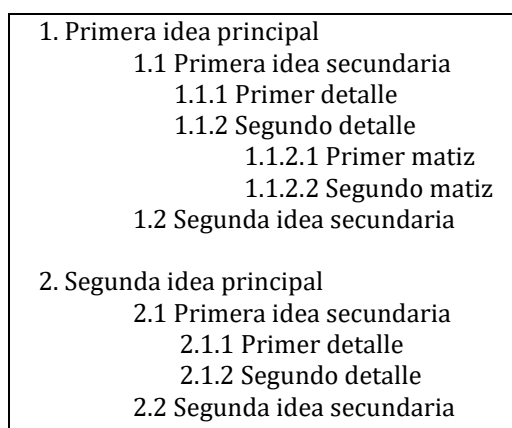 1. Primera idea principal
1.1 Primera idea secundaria
1.1.1 Primer detalle
1.1.2 Segundo detalle
1.1.2.1 Primer matiz
1.1.2.2 Segundo matiz
1.2 Segunda idea secundaria
2. Segunda idea principal
2.1 Primera idea secundaria
2.1.1 Primer detalle
2.1.2 Segundo detalle
2.2 Segunda idea secundaria